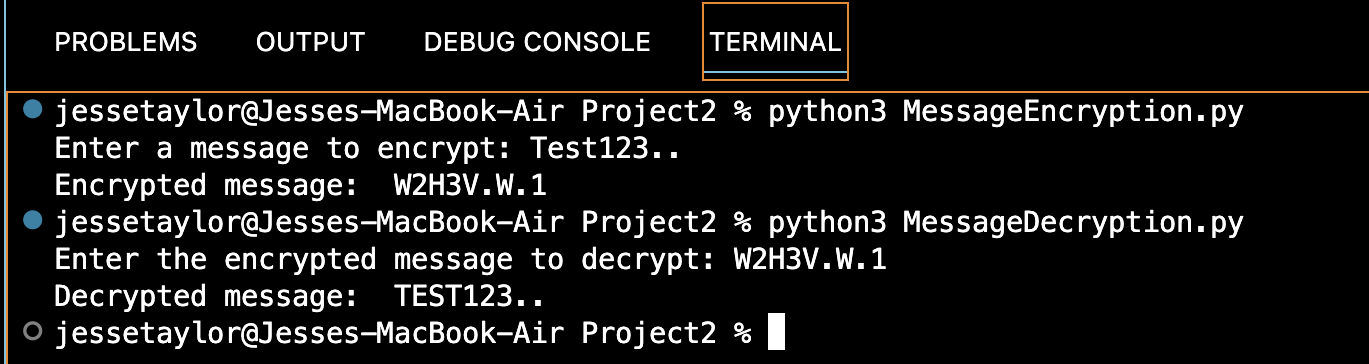 PROBLEMS OUTPUT DEBUG CONSOLE TERMINAL
jessetaylor@Jesses-MacBook-Air Project2 % python3 MessageEncryption.py
Enter a message to encrypt: Test123..
Encrypted message:  W2H3V.W.1
jessetaylor@Jesses-MacBook-Air Project2 % python3 MessageDecryption.py
Enter the encrypted message to decrypt: W2H3V.W.1
Decrypted message:  TEST123..
jessetaylor@Jesses-MacBook-Air Project2 %